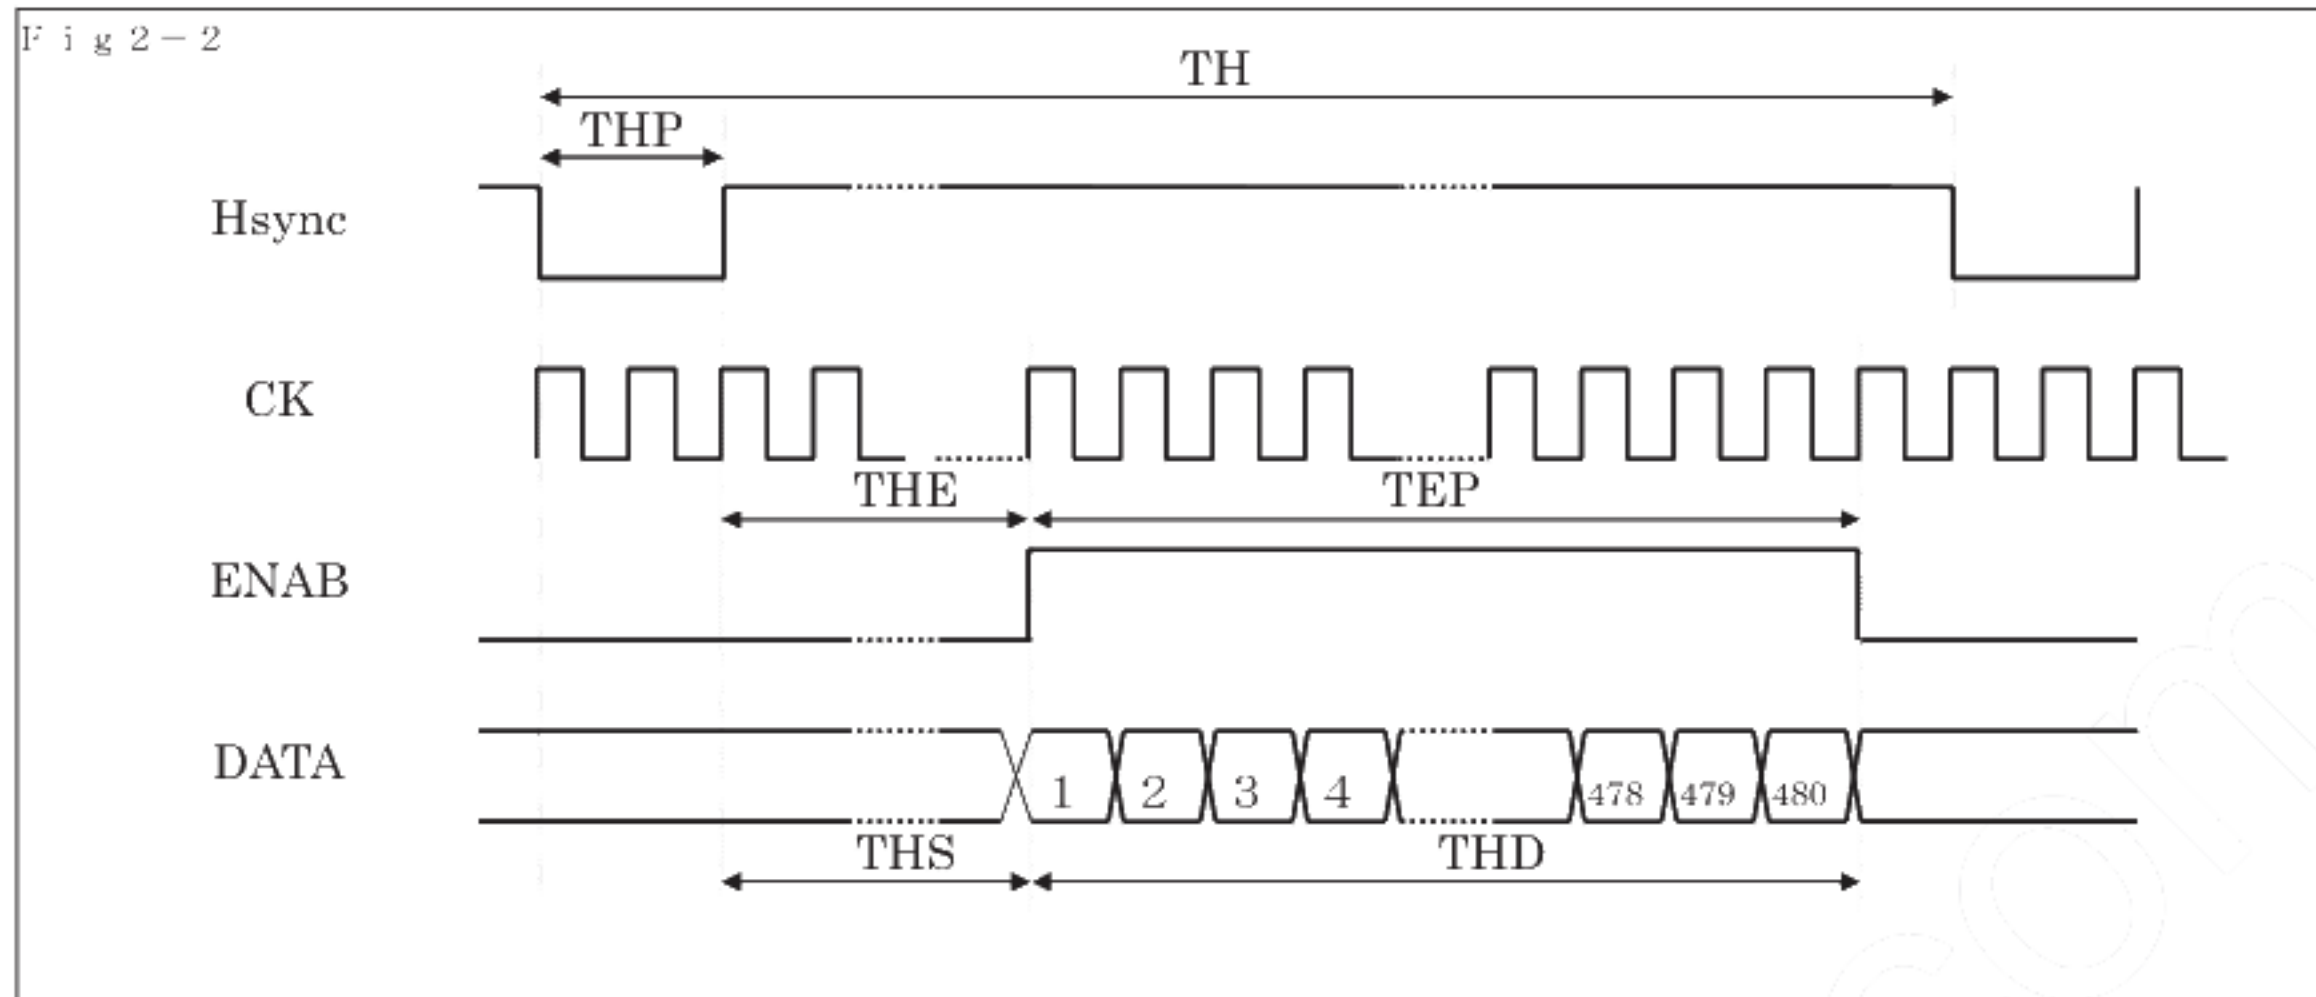 Fig2-2
TH
THP
Hsync
CK
THE TEP
ENAB
DATA
1 2 3 4 478 479 480
THS THD